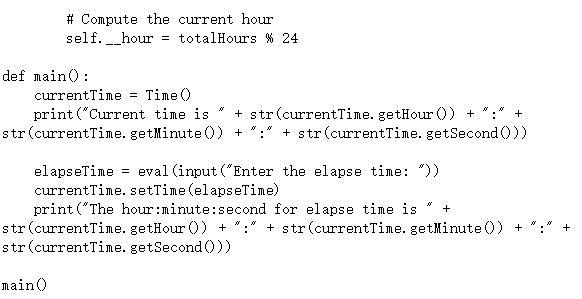 # Compute the current hour
        self.__hour = totalHours % 24

def main():
    currentTime = Time()
    print("Current time is " + str(currentTime.getHour()) + ":" +
str(currentTime.getMinute()) + ":" + str(currentTime.getSecond()))

    elapseTime = eval(input("Enter the elapse time: "))
    currentTime.setTime(elapseTime)
    print("The hour:minute:second for elapse time is " +
str(currentTime.getHour()) + ":" + str(currentTime.getMinute()) + ":" +
str(currentTime.getSecond()))

main()